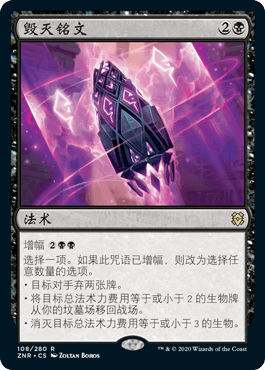 毁灭铭文 2
法术
增幅 2
选择一项。如果此咒语已增幅，则改为选择任
意数量的选项。
•目标对手弃两张牌。
•将目标总法术力费用等于或小于2的生物牌
从你的坟墓场移回战场。
•消灭目标总法术力费用等于或小于3的生物。
108/280 R
ZNR • CS ZOLTAN BOROS
™ & © 2020 Wizards of the Coast